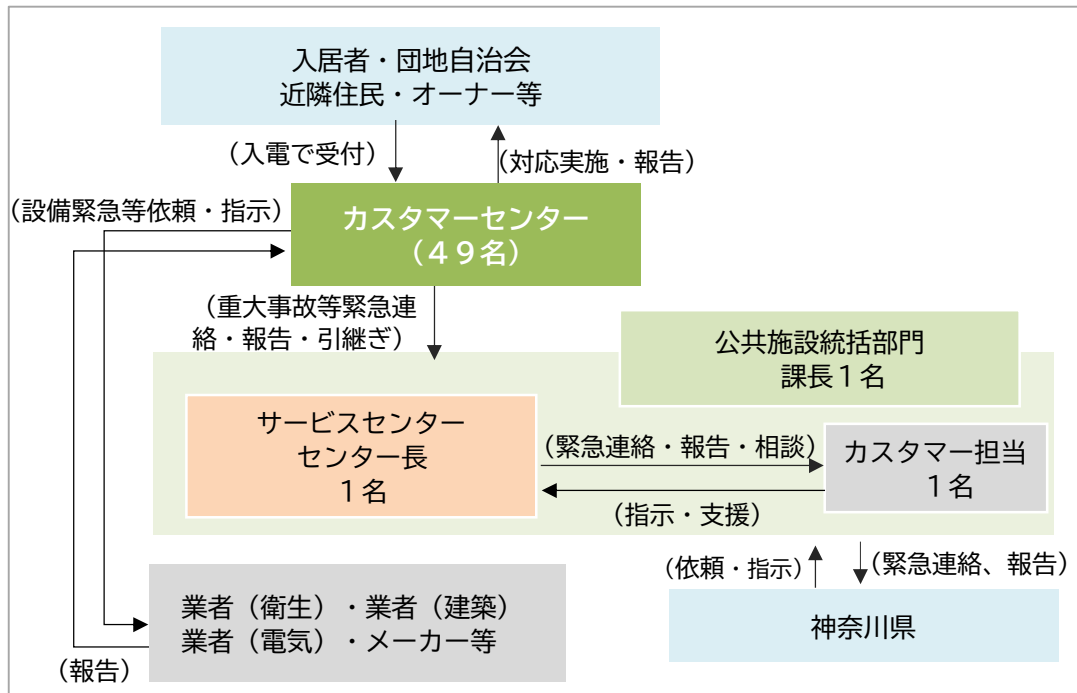 入居者・団地自治会
近隣住民・オーナー等
（入電で受付）
（対応実施・報告）
（設備緊急等依頼・指示）
カスタマーセンター
（４９名）
（重大事故等緊急連
絡・報告・引継ぎ）
公共施設統括部門
課長１名
サービスセンター
センター長
１名
（緊急連絡・報告・相談）
カスタマー担当
１名
（指示・支援）
（依頼・指示）
（緊急連絡、報告）
業者（衛生）・業者（建築）
業者（電気）・メーカー等
神奈川県
（報告）